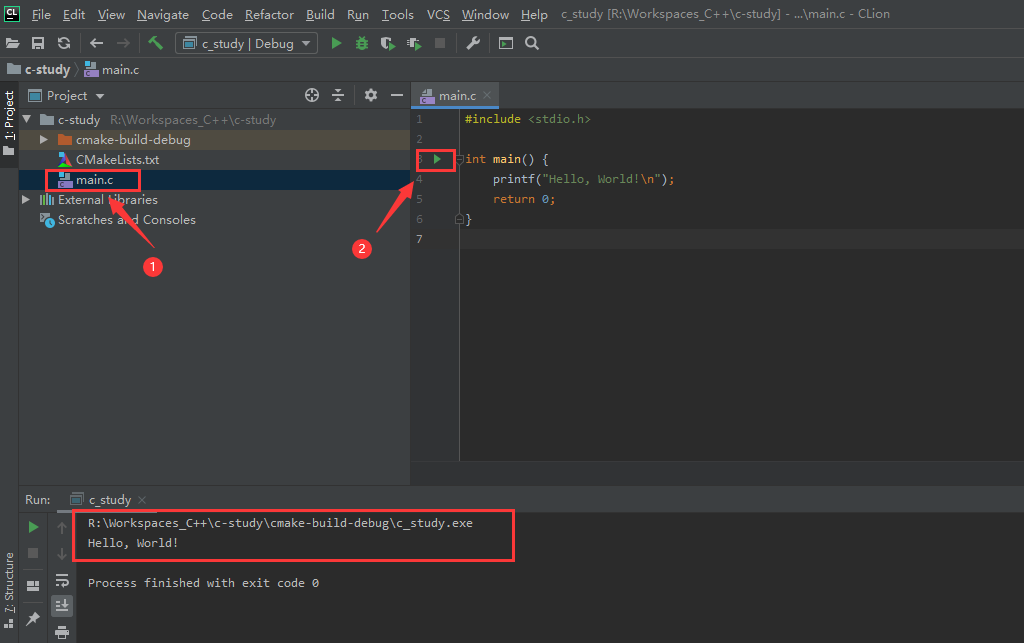 CL File Edit View Navigate Code Refactor Build Run Tools VCS Window Help c_study [R:\Workspaces_C++\c-study] - ...\main.c - CLion
c_study | Debug
c-study main.c
1: Project
Project
c-study R:\Workspaces_C++\c-study
cmake-build-debug
CMakeLists.txt
main.c
External Libraries
Scratches and Consoles
1
2
main.c
1 #include <stdio.h>
2
3 int main() {
4 printf("Hello, World!\n");
5 return 0;
6 }
7
Run: c_study
R:\Workspaces_C++\c-study\cmake-build-debug\c_study.exe
Hello, World!
Process finished with exit code 0
7: Structure